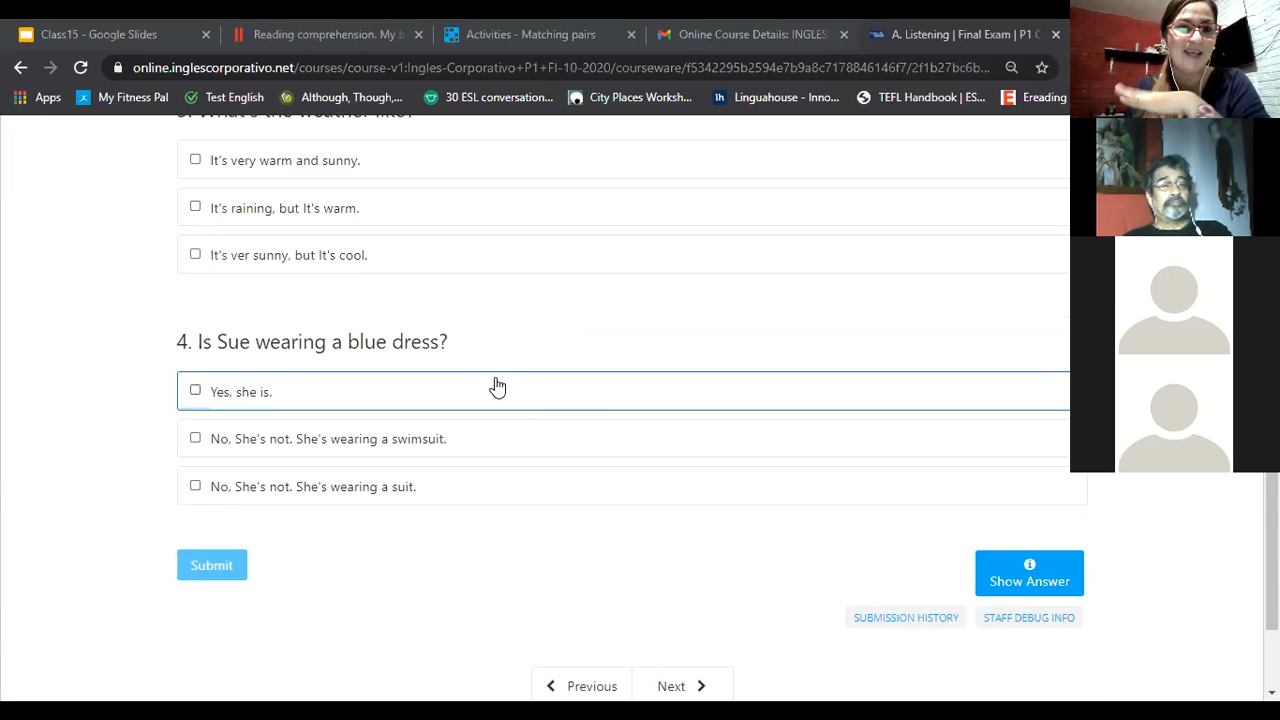 Class15 - Google Slides
Reading comprehension. My b
Activities - Matching pairs
Online Course Details: INGLES
A. Listening | Final Exam | P1 C
online.inglescorporativo.net/courses/course-v1:Ingles-Corporativo+P1+FI-10-2020/courseware/f5342295b2594e7b9a8c7178846146f7/2f1b27bc6b...
Apps
My Fitness Pal
Test English
Although, Though,...
30 ESL conversation...
City Places Worksh...
Linguahouse - Inno...
TEFL Handbook | ES...
Ereading
3. What's the weather like?
It's very warm and sunny.
It's raining, but It's warm.
It's ver sunny, but It's cool.
4. Is Sue wearing a blue dress?
Yes, she is.
No, She's not. She's wearing a swimsuit.
No, She's not. She's wearing a suit.
Submit
Show Answer
SUBMISSION HISTORY
STAFF DEBUG INFO
Previous
Next